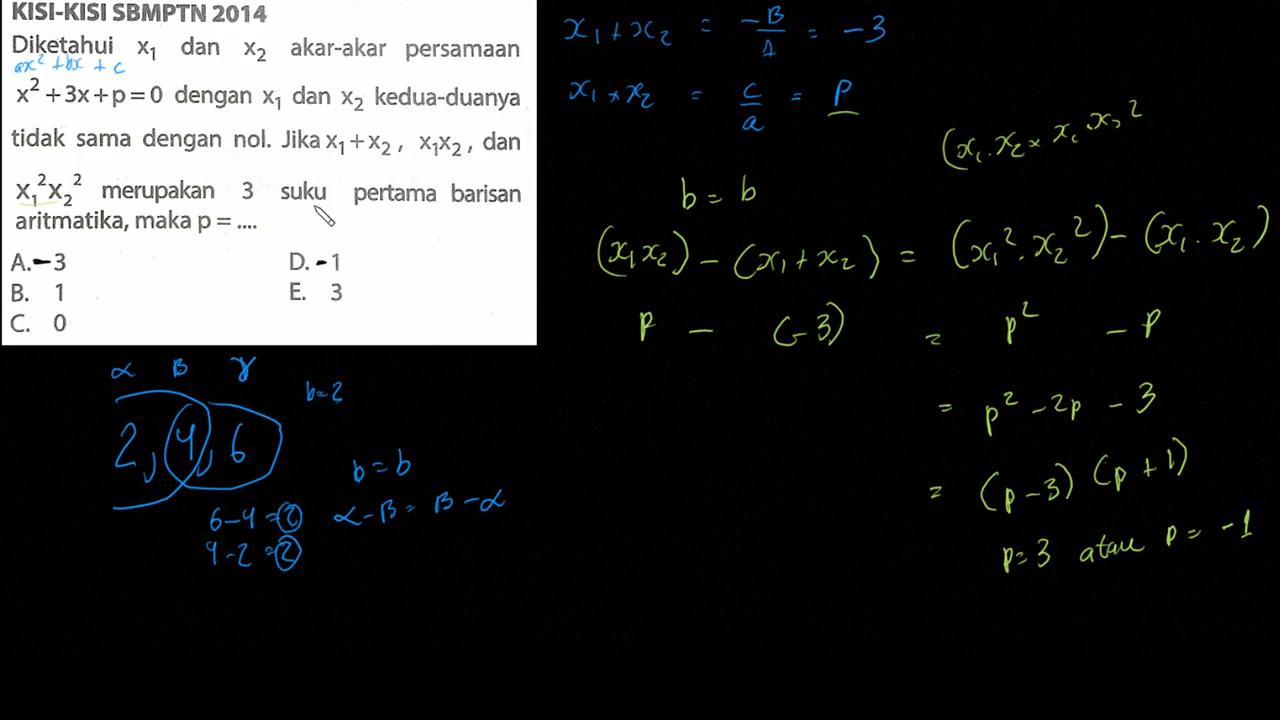 KISI-KISI SBMPTN 2014
Diketahui x₁ dan x₂ akar-akar persamaan
ax² + bx + c
x² + 3x + p = 0 dengan x₁ dan x₂ kedua-duanya
tidak sama dengan nol. Jika x₁ + x₂ , x₁x₂ , dan
x₁²x₂² merupakan 3 suku pertama barisan
aritmatika, maka p = ....
A. -3
B. 1
C. 0
D. -1
E. 3
x₁ + x₂ = -B/A = -3
x₁ × x₂ = c/a = P
(x₁ . x₂ × x₁ . x₂ ²
b = b
(x₁x₂) - (x₁ + x₂) = (x₁² . x₂²) - (x₁ . x₂)
P - (-3) = p² - P
= p² - 2p - 3
= (p - 3) (p + 1)
p = 3 atau p = -1
α B γ
b = 2
2, 4, 6
b = b
6 - 4 = 2
α - B = B - α
4 - 2 = 2